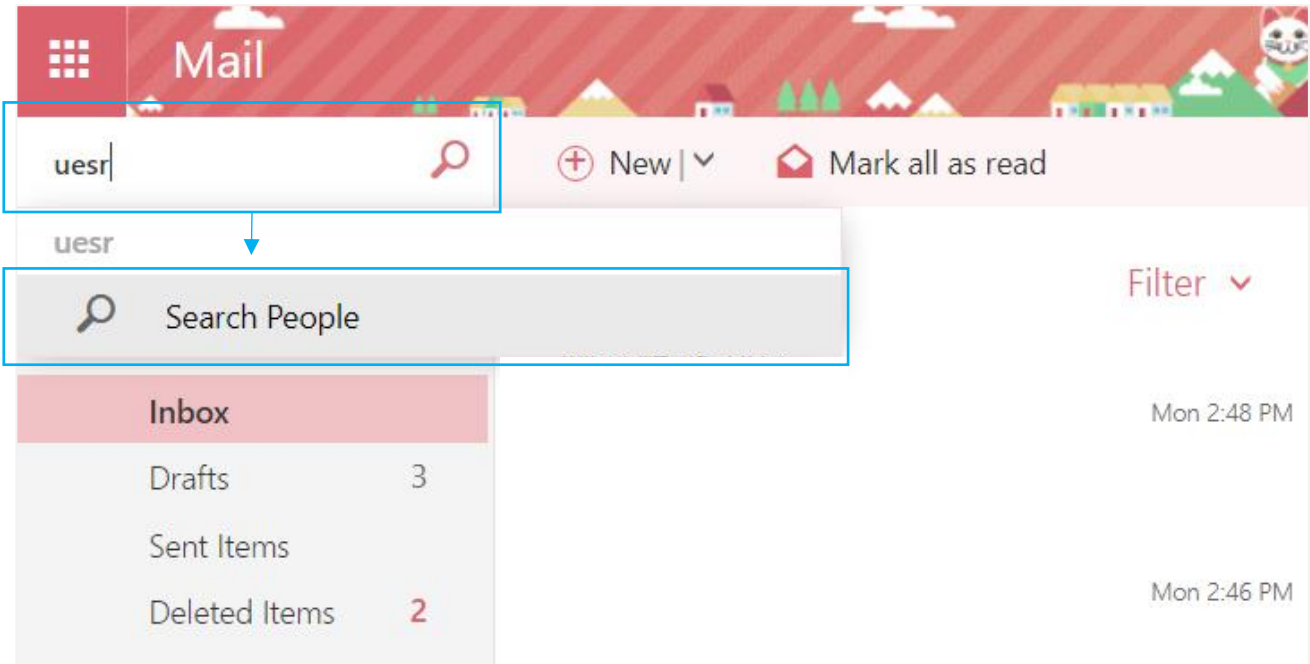 Mail
uesr
New
Mark all as read
uesr
Search People
Filter
Inbox
Mon 2:48 PM
Drafts 3
Sent Items
Deleted Items 2
Mon 2:46 PM